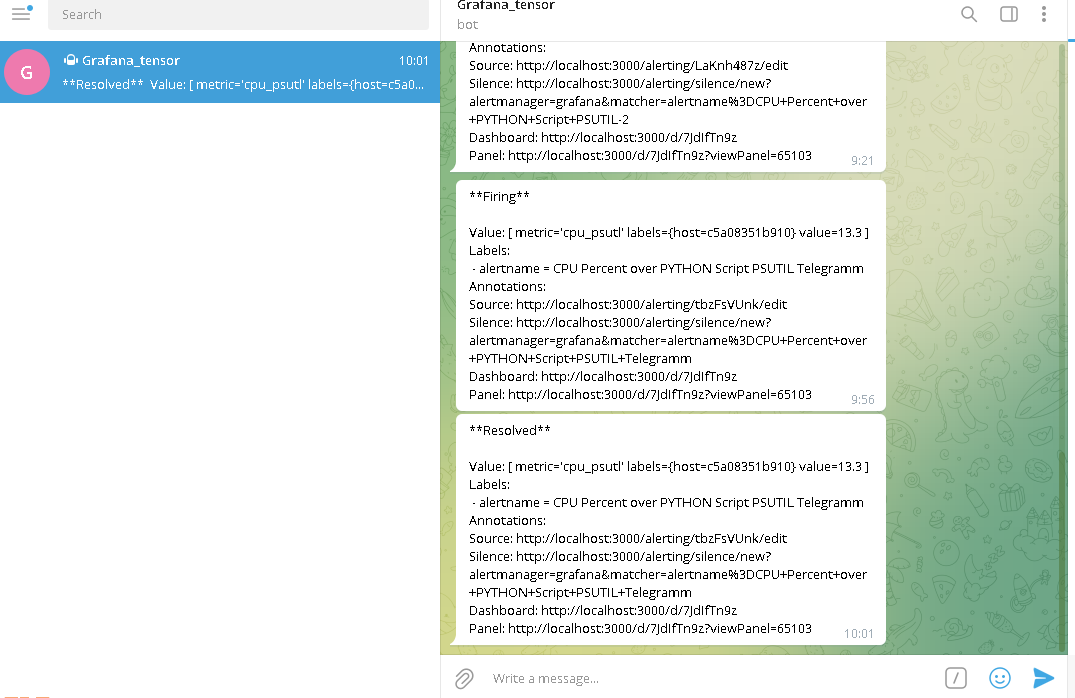 Search
G
Grafana_tensor
10:01
**Resolved** Value: [ metric='cpu_psutl' labels={host=c5a0...
Grafana_tensor
bot
Annotations:
Source: http://localhost:3000/alerting/LaKnh487z/edit
Silence: http://localhost:3000/alerting/silence/new?
alertmanager=grafana&matcher=alertname%3DCPU+Percent+over
+PYTHON+Script+PSUTIL-2
Dashboard: http://localhost:3000/d/7JdIfTn9z
Panel: http://localhost:3000/d/7JdIfTn9z?viewPanel=65103
9:21
**Firing**
Value: [ metric='cpu_psutl' labels={host=c5a08351b910} value=13.3 ]
Labels:
- alertname = CPU Percent over PYTHON Script PSUTIL Telegramm
Annotations:
Source: http://localhost:3000/alerting/tbzFsVUnk/edit
Silence: http://localhost:3000/alerting/silence/new?
alertmanager=grafana&matcher=alertname%3DCPU+Percent+over
+PYTHON+Script+PSUTIL+Telegramm
Dashboard: http://localhost:3000/d/7JdIfTn9z
Panel: http://localhost:3000/d/7JdIfTn9z?viewPanel=65103
9:56
**Resolved**
Value: [ metric='cpu_psutl' labels={host=c5a08351b910} value=13.3 ]
Labels:
- alertname = CPU Percent over PYTHON Script PSUTIL Telegramm
Annotations:
Source: http://localhost:3000/alerting/tbzFsVUnk/edit
Silence: http://localhost:3000/alerting/silence/new?
alertmanager=grafana&matcher=alertname%3DCPU+Percent+over
+PYTHON+Script+PSUTIL+Telegramm
Dashboard: http://localhost:3000/d/7JdIfTn9z
Panel: http://localhost:3000/d/7JdIfTn9z?viewPanel=65103
10:01
Write a message...